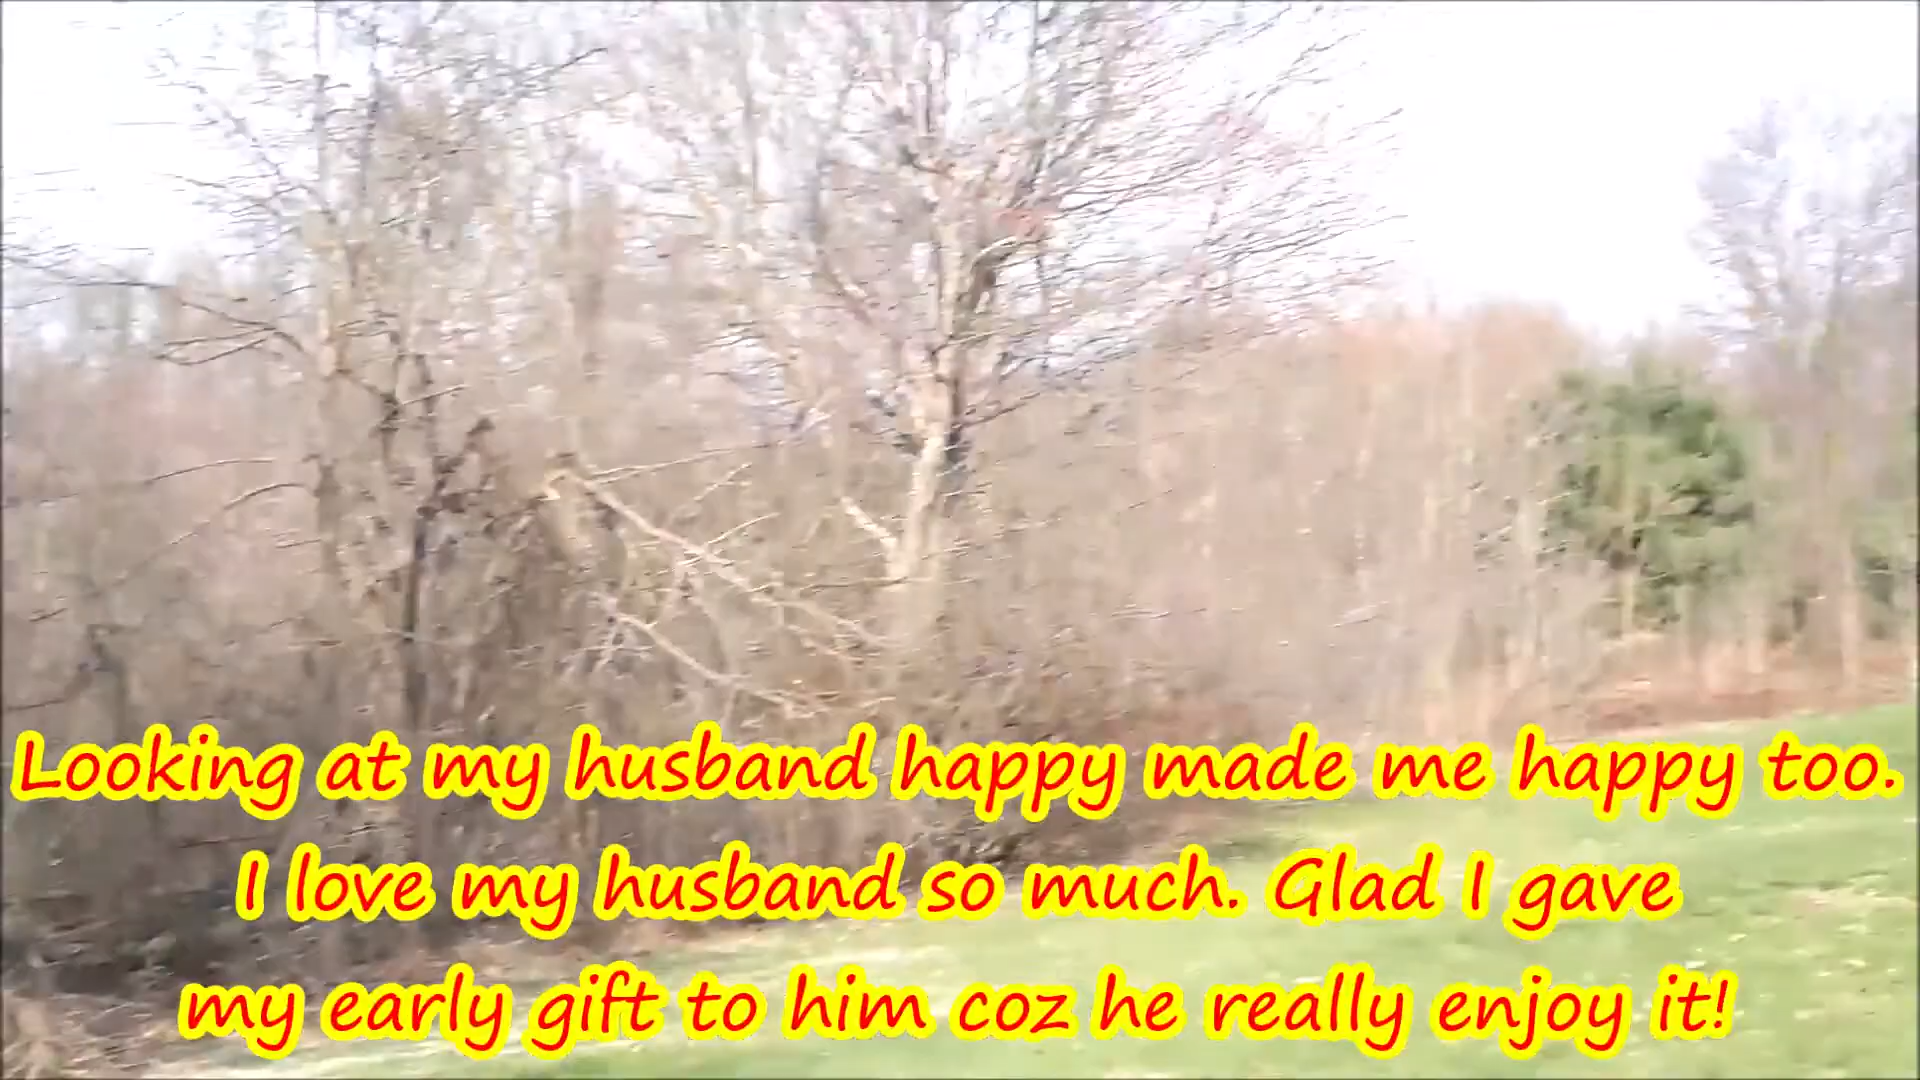 Looking at my husband happy made me happy too.
I love my husband so much. Glad I gave
my early gift to him coz he really enjoy it!